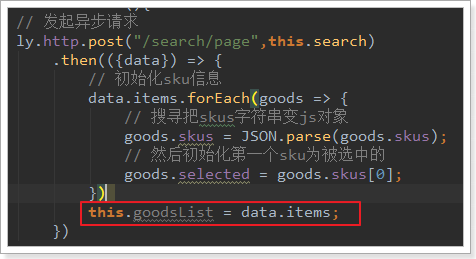 (){
// 发起异步请求
ly.http.post("/search/page",this.search)
.then(({data}) => {
// 初始化sku信息
data.items.forEach(goods => {
// 搜寻把skus字符串变js对象
goods.skus = JSON.parse(goods.skus);
// 然后初始化第一个sku为被选中的
goods.selected = goods.skus[0];
})
this.goodsList = data.items;
})